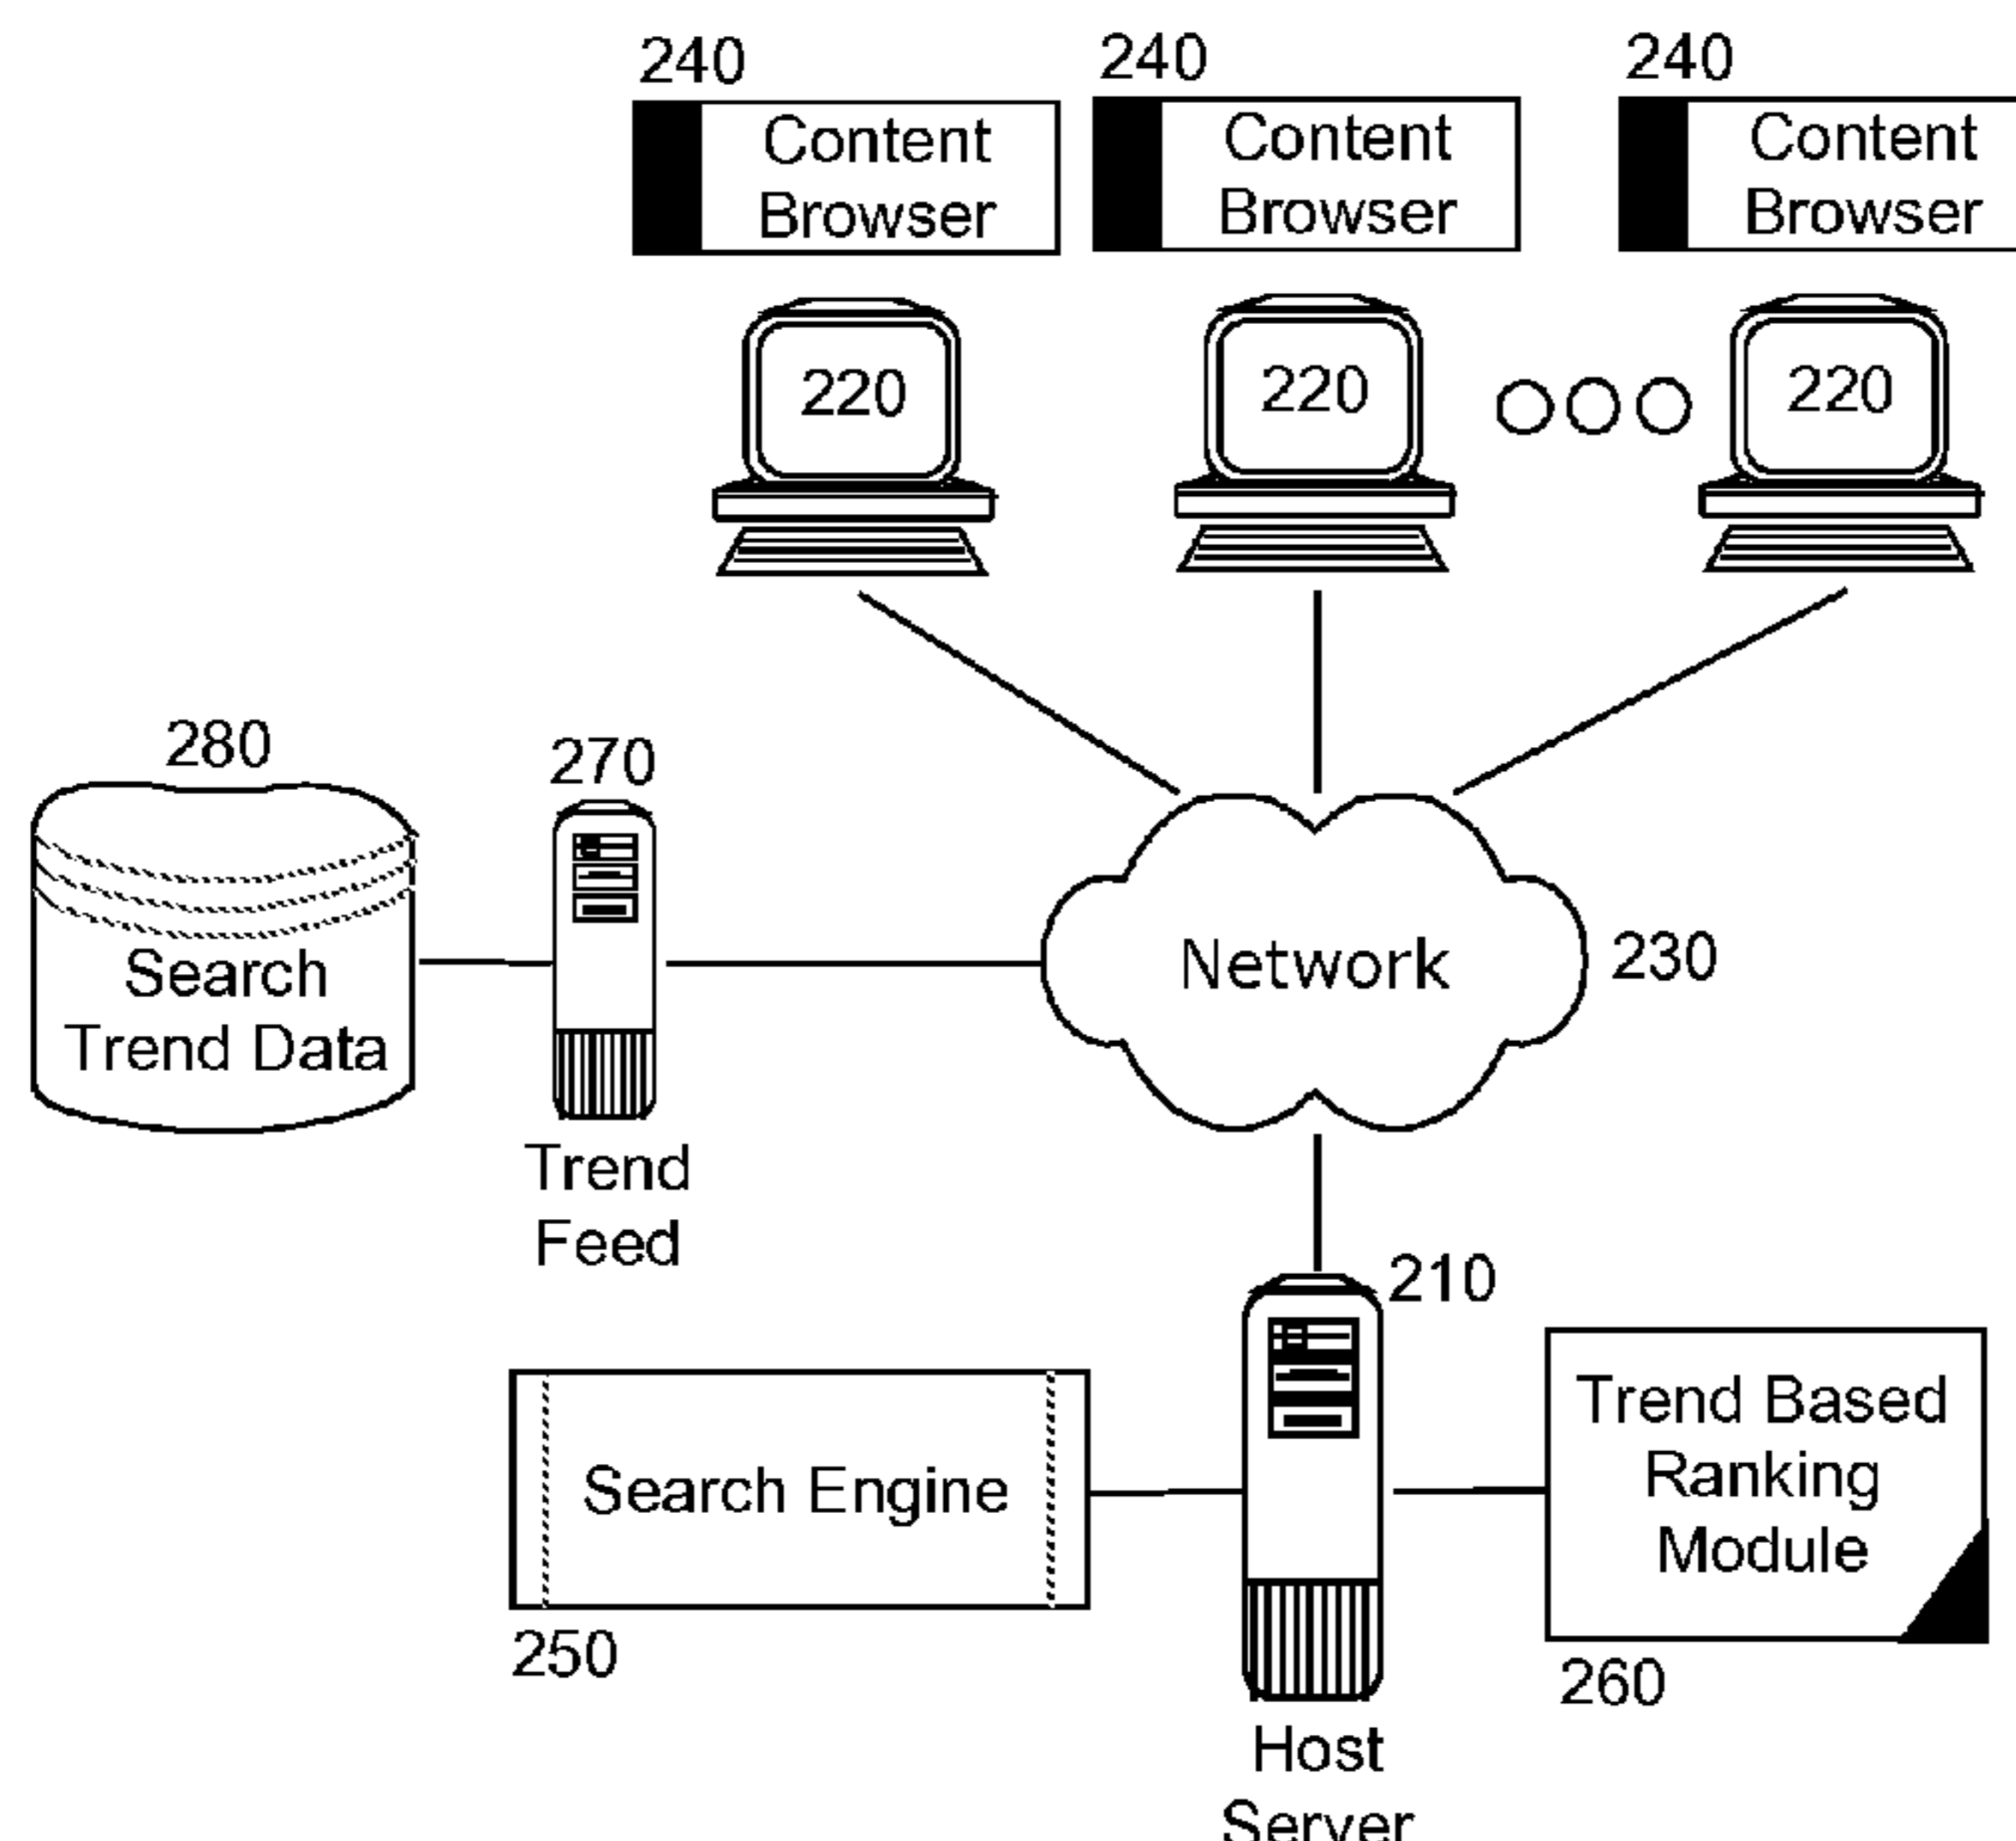 240 240 240
Content Content Content
Browser Browser Browser
220 220 220
280
270
Search
Trend Data
Network
230
Trend
Feed
210
Search Engine
Trend Based
Ranking
Module
250
260
Host
Server